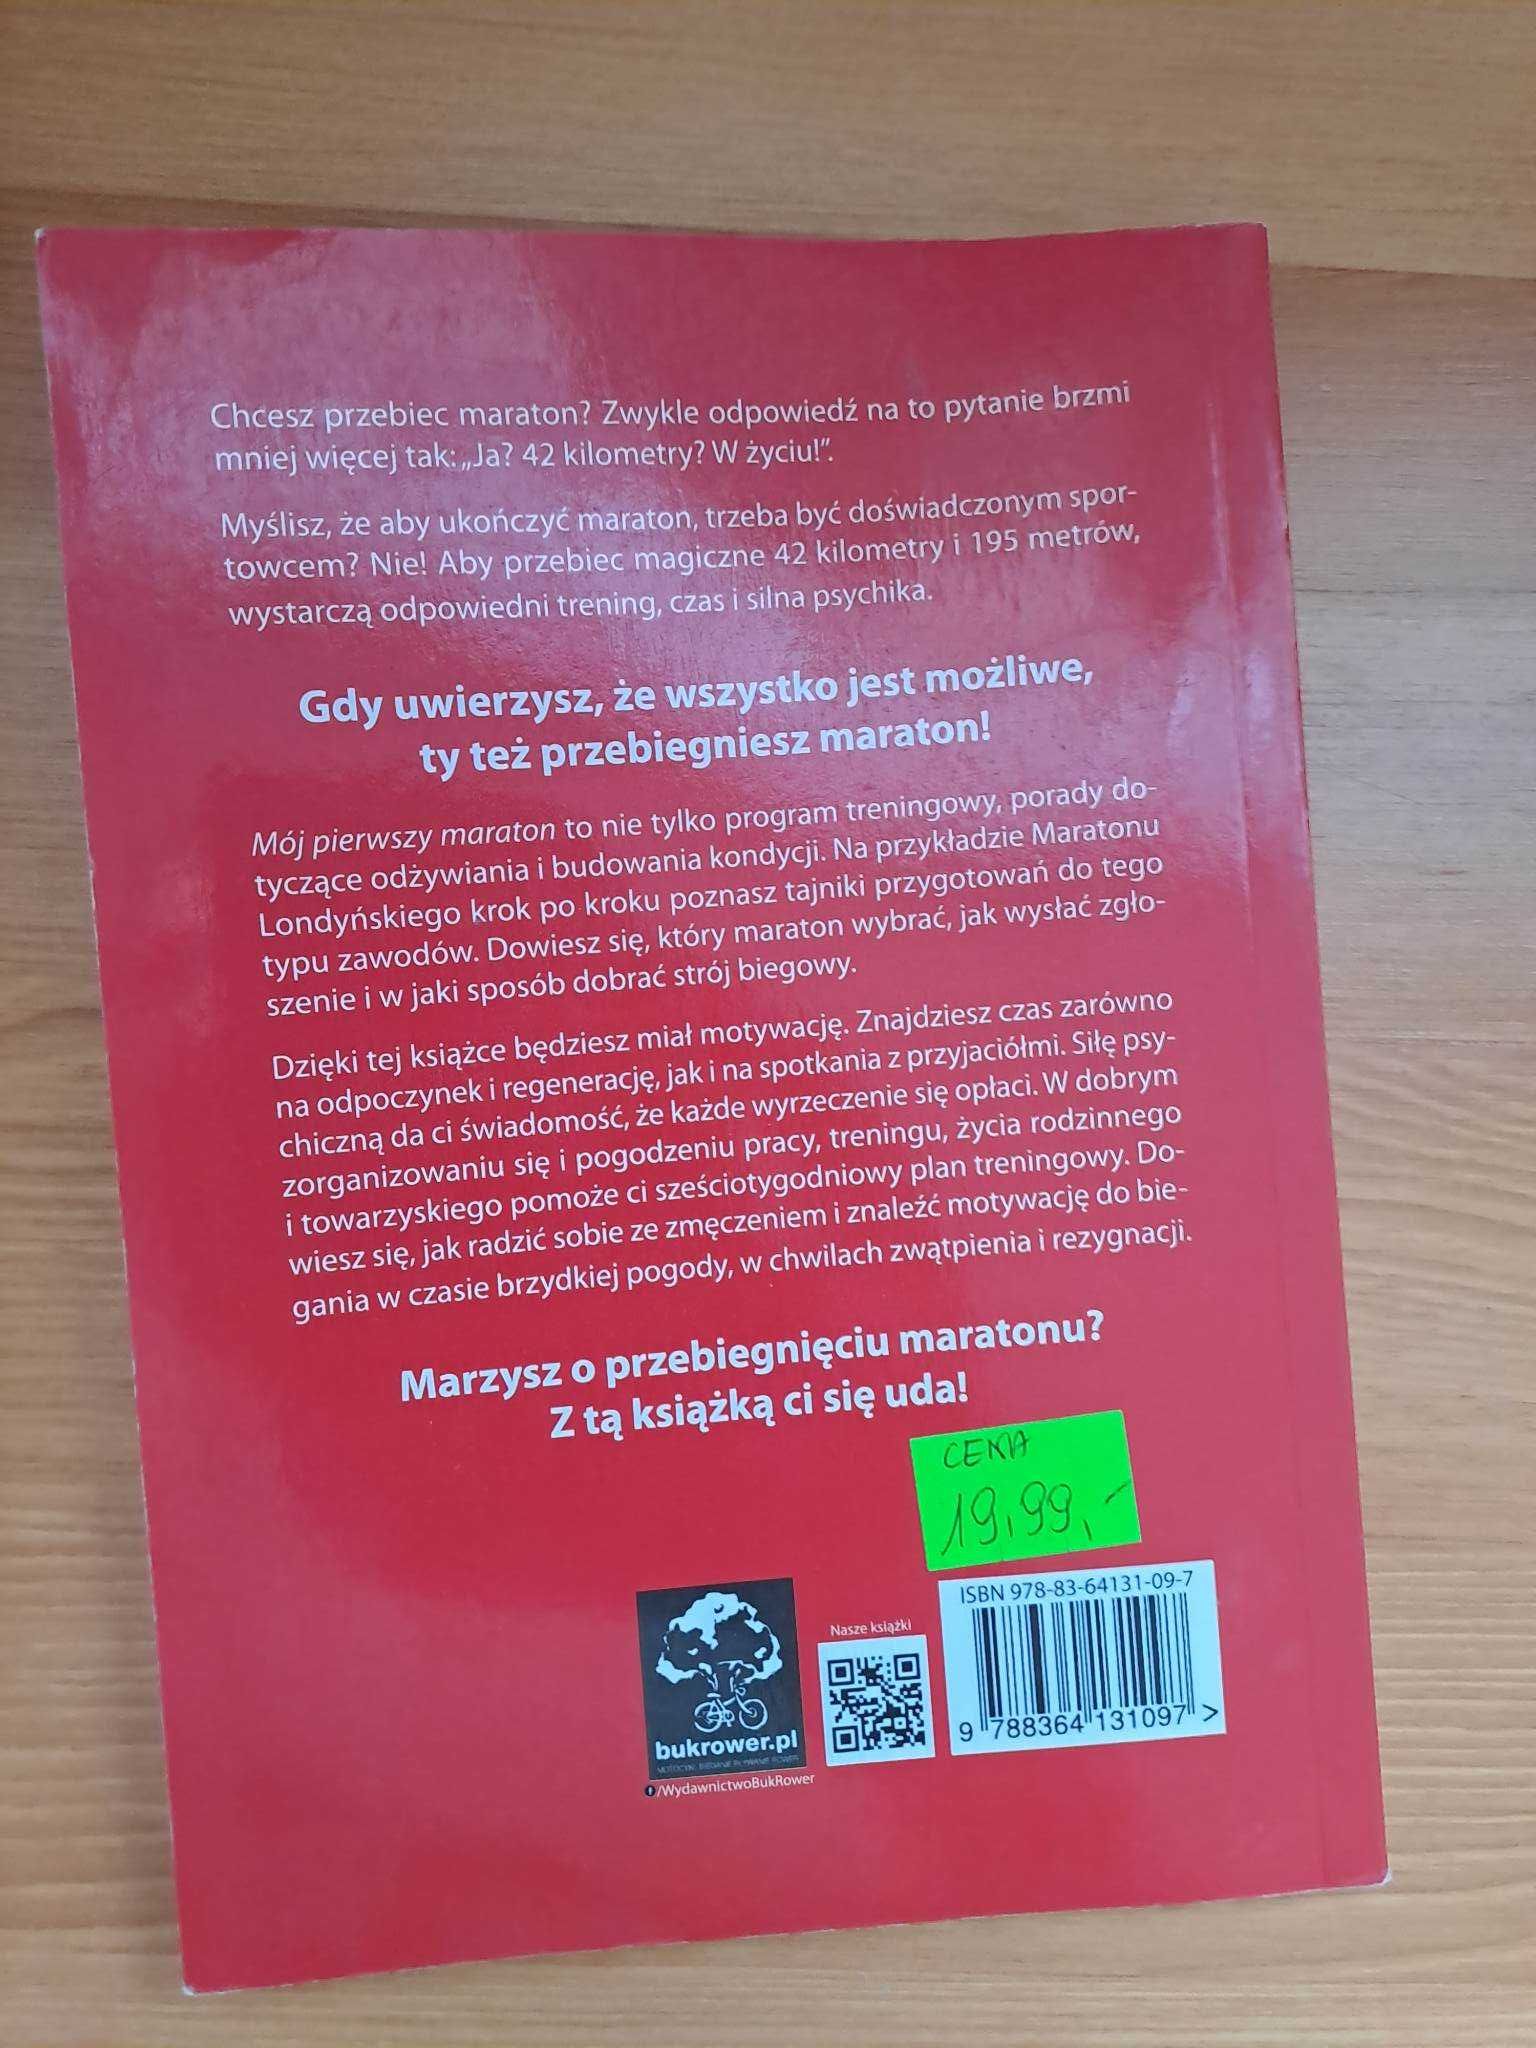 Chcesz przebiec maraton? Zwykle odpowiedź na to pytanie brzmi
mniej więcej tak: „Ja? 42 kilometry? W życiu!”.
Myślisz, że aby ukończyć maraton, trzeba być doświadczonym spor-
towcem? Nie! Aby przebiec magiczne 42 kilometry i 195 metrów,
wystarczą odpowiedni trening, czas i silna psychika.
Gdy uwierzysz, że wszystko jest możliwe,
ty też przebiegniesz maraton!
Mój pierwszy maraton to nie tylko program treningowy, porady do-
tyczące odżywiania i budowania kondycji. Na przykładzie Maratonu
Londyńskiego krok po kroku poznasz tajniki przygotowań do tego
typu zawodów. Dowiesz się, który maraton wybrać, jak wysłać zgło-
szenie i w jaki sposób dobrać strój biegowy.
Dzięki tej książce będziesz miał motywację. Znajdziesz czas zarówno
na odpoczynek i regenerację, jak i na spotkania z przyjaciółmi. Siłę psy-
chiczną da ci świadomość, że każde wyrzeczenie się opłaci. W dobrym
zorganizowaniu się i pogodzeniu pracy, treningu, życia rodzinnego
i towarzyskiego pomoże ci sześciotygodniowy plan treningowy. Do-
wiesz się, jak radzić sobie ze zmęczeniem i znaleźć motywację do bie-
gania w czasie brzydkiej pogody, w chwilach zwątpienia i rezygnacji.
Marzysz o przebiegnięciu maratonu?
Z tą książką ci się uda!
CENA
19,99,-
ISBN 978-83-64131-09-7
Nasze książki
9 788364 131097 >
bukrower.pl
MOTOCYKL BIEGANIE PŁYWANIE ROWER
/WydawnictwoBukRower